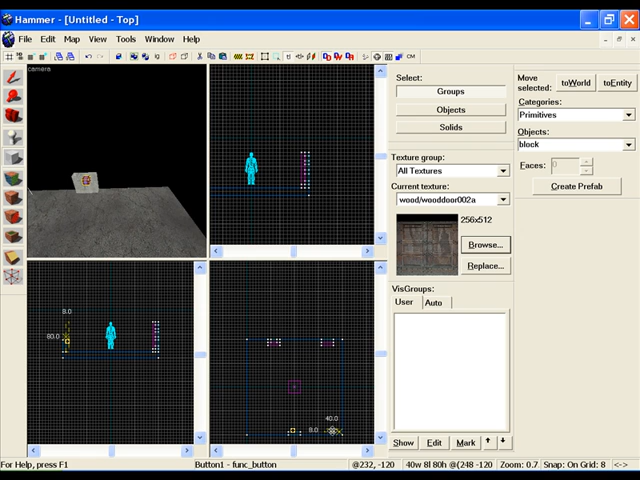 Hammer - [Untitled - Top]
File Edit Map View Tools Window Help
CM
camera
Select:
Groups
Objects
Solids
Texture group:
All Textures
Current texture:
wood/wooddoor002a
256x512
Browse...
Replace...
VisGroups:
User Auto
Show Edit Mark
Move selected:
toWorld toEntity
Categories:
Primitives
Objects:
block
Faces: 0
Create Prefab
8.0
80.0
40.0
8.0
For Help, press F1 Button1 - func_button @232, -120 40w 8l 80h @(248 -120 Zoom: 0.7 Snap: On Grid: 8 <->